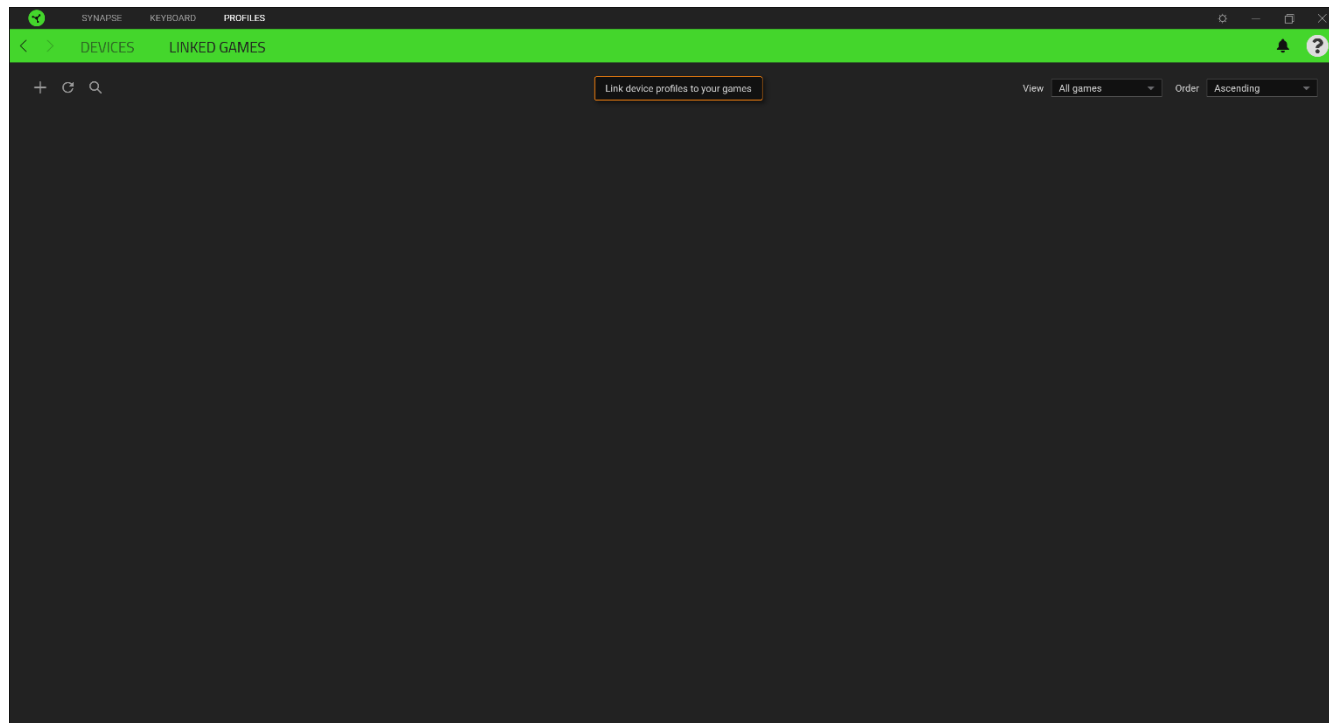 SYNAPSE KEYBOARD PROFILES
DEVICES LINKED GAMES ?
Link device profiles to your games View All games Order Ascending